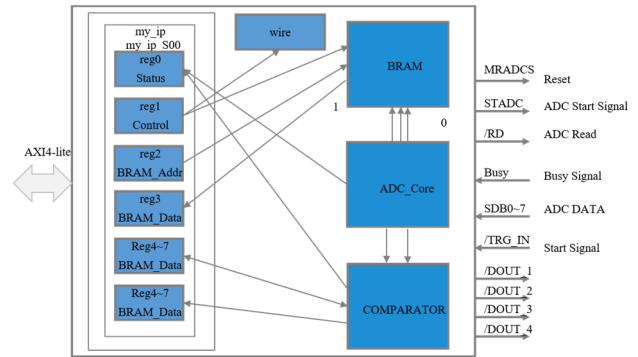 my_ip
my_ip_S00
reg0
Status
reg1
Control
reg2
BRAM_Addr
reg3
BRAM_Data
Reg4~7
BRAM_Data
Reg4~7
BRAM_Data
AXI4-lite
wire
BRAM
1
0
ADC_Core
COMPARATOR
MRADCS
Reset
STADC
ADC Start Signal
/RD
ADC Read
Busy
Busy Signal
SDB0~7
ADC DATA
/TRG_IN
Start Signal
/DOUT_1
/DOUT_2
/DOUT_3
/DOUT_4